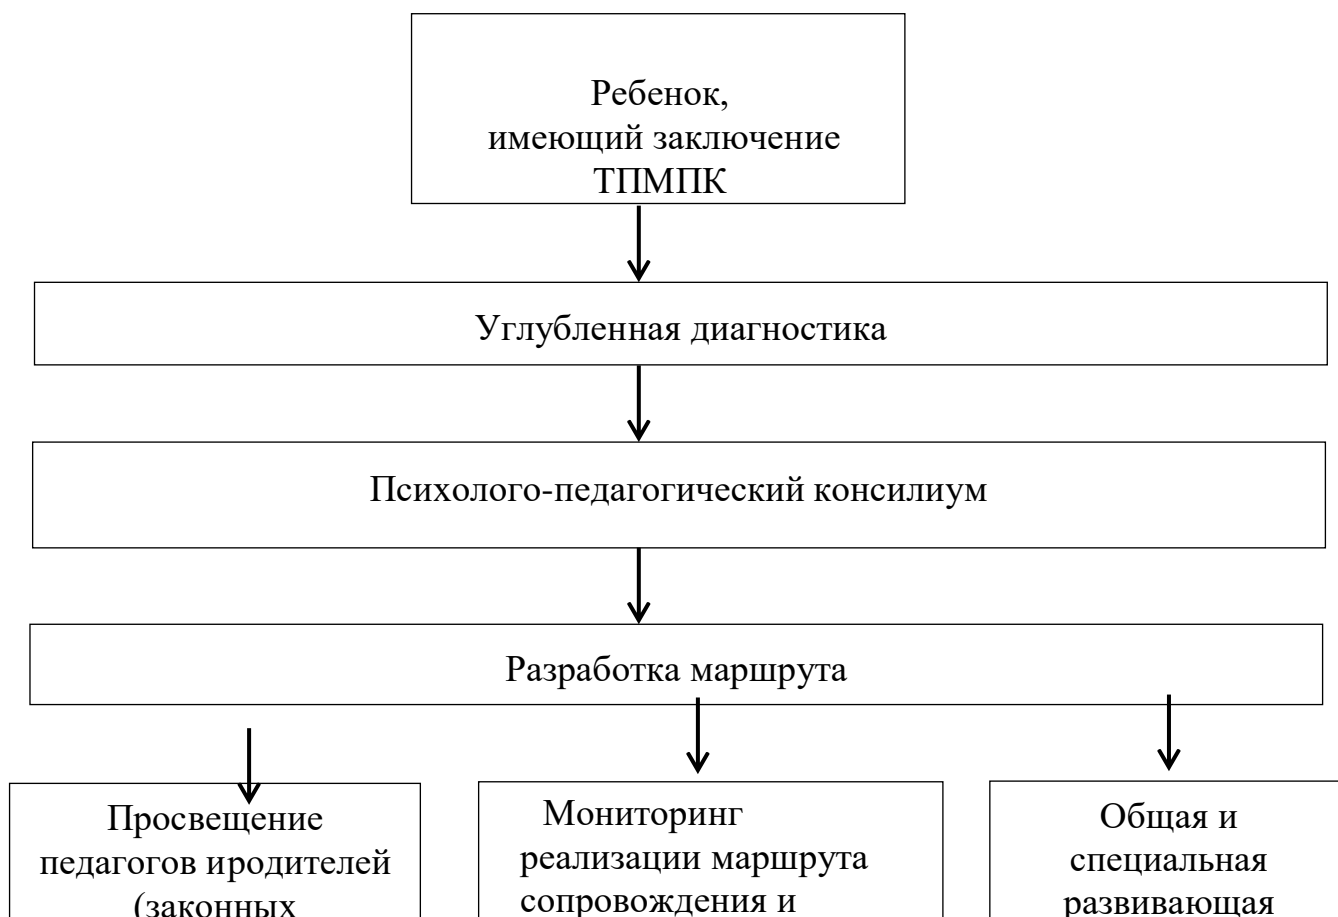 Ребенок,
имеющий заключение
ТПМПК
Углубленная диагностика
Психолого-педагогический консилиум
Разработка маршрута
Просвещение
педагогов иродителей
(законных
Мониторинг
реализации маршрута
сопровождения и
Общая и
специальная
развивающая